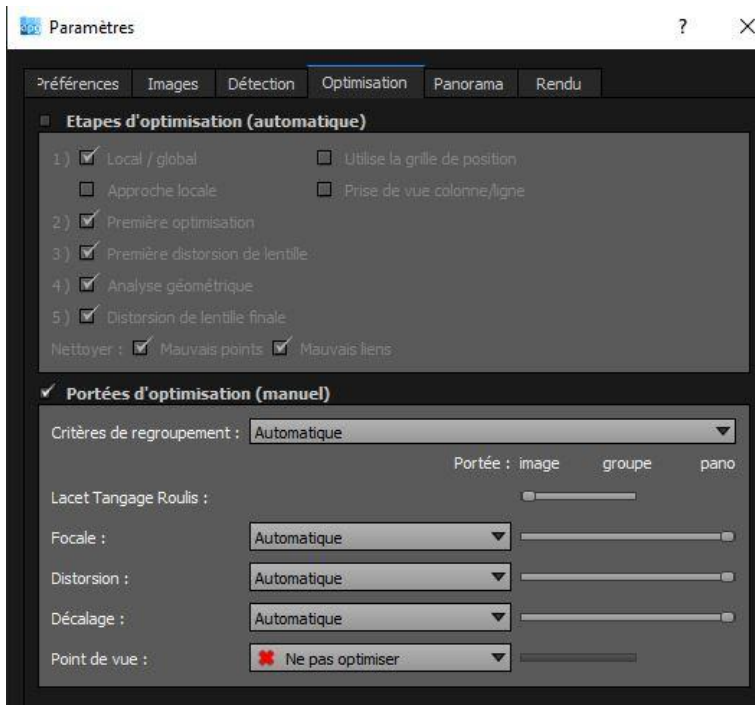 Paramètres ?
Préférences Images Détection Optimisation Panorama Rendu
Etapes d'optimisation (automatique)
1 ) Local / global Utilise la grille de position
Approche locale Prise de vue colonne/ligne
2 ) Première optimisation
3 ) Première distorsion de lentille
4 ) Analyse géométrique
5 ) Distorsion de lentille finale
Nettoyer : Mauvais points Mauvais liens
Portées d'optimisation (manuel)
Critères de regroupement : Automatique
Portée : image groupe pano
Lacet Tangage Roulis :
Focale : Automatique
Distorsion : Automatique
Décalage : Automatique
Point de vue : Ne pas optimiser